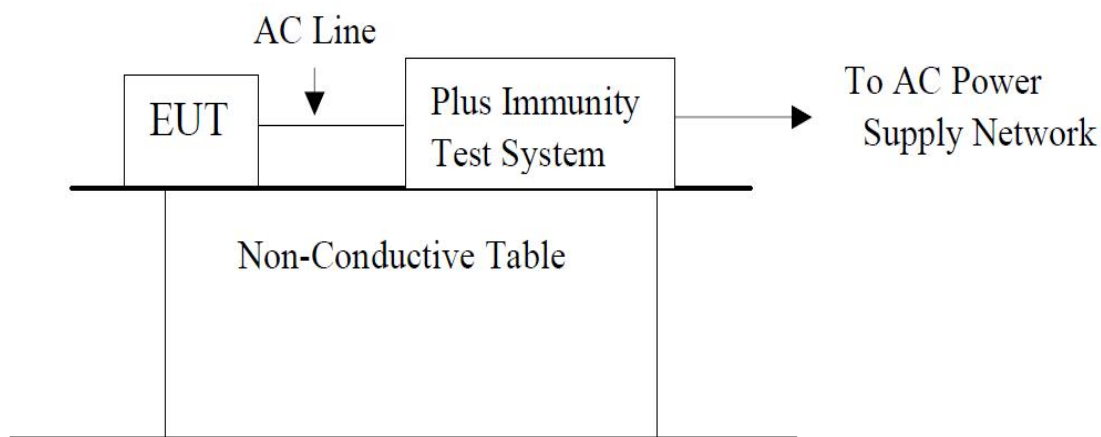 AC Line
EUT
Plus Immunity
Test System
To AC Power
Supply Network
Non-Conductive Table